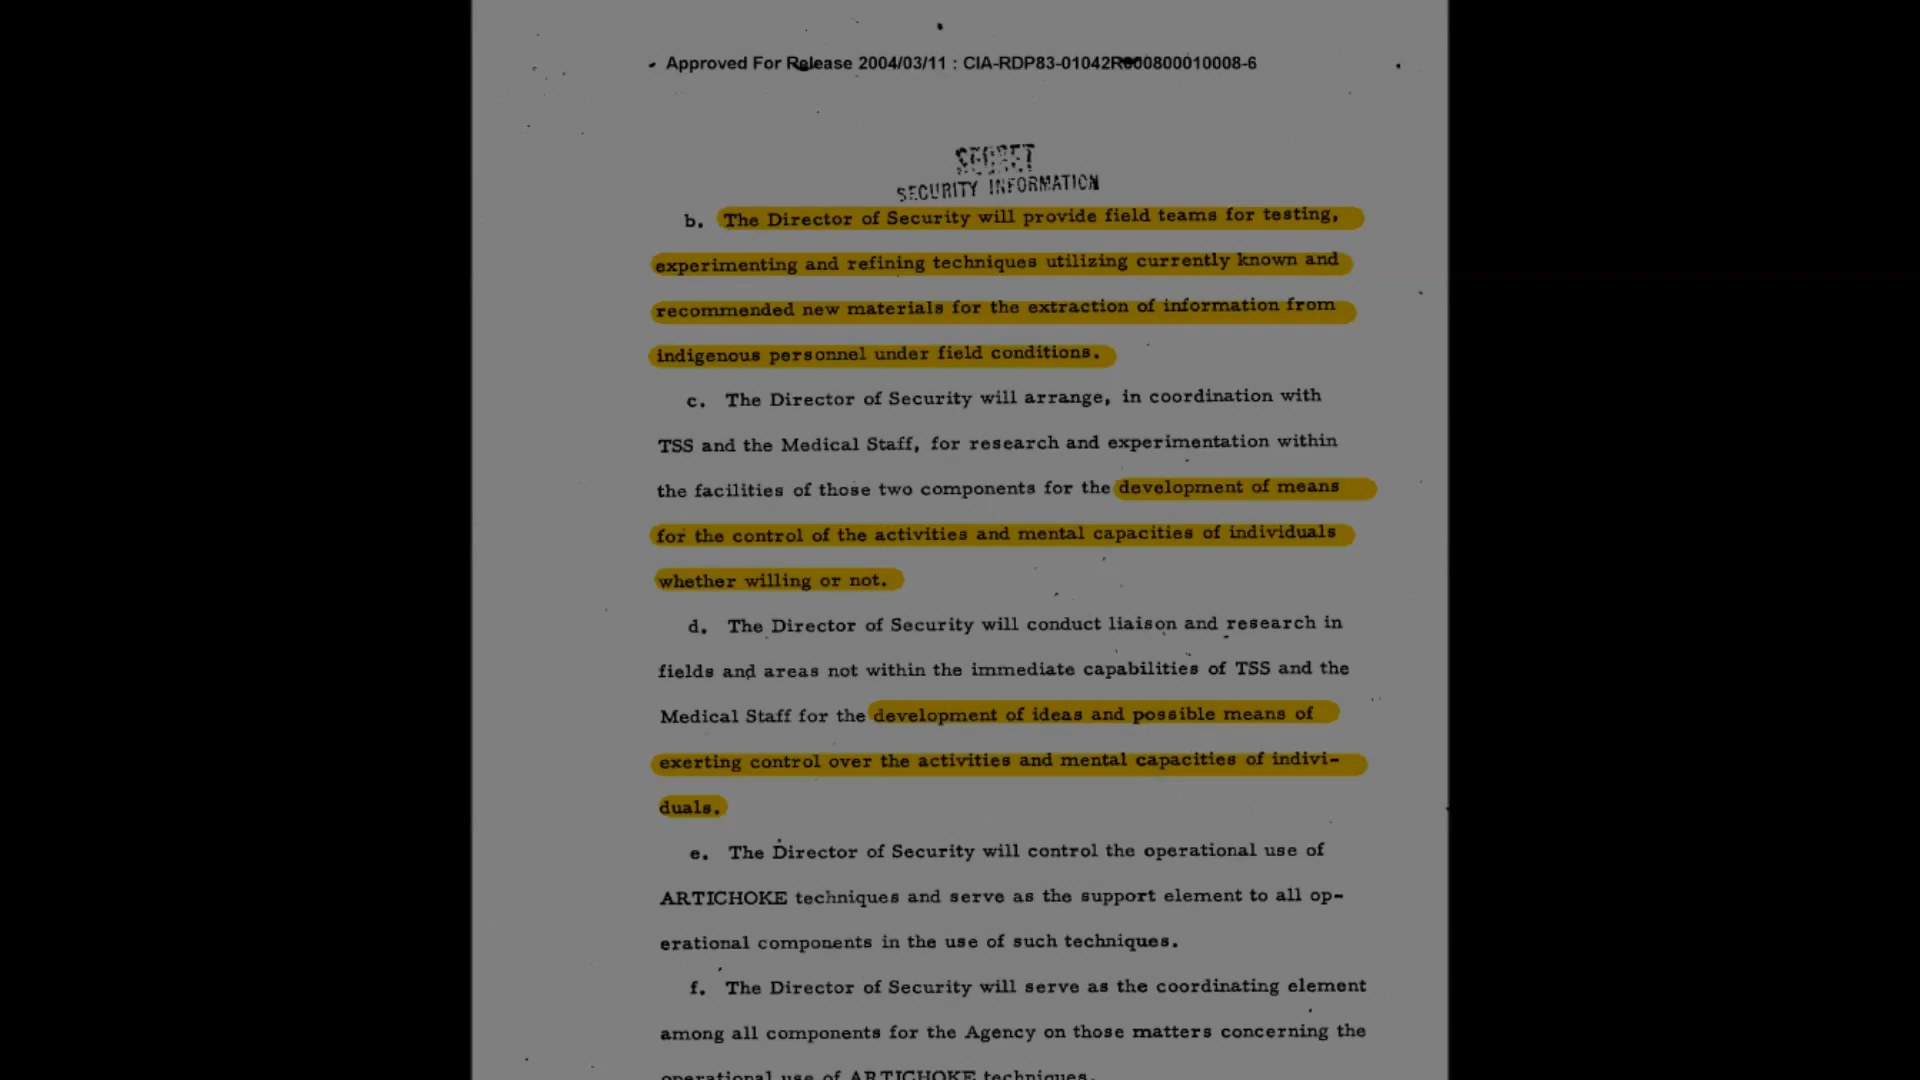 Approved For Release 2004/03/11 : CIA-RDP83-01042R000800010008-6
SECRET
SECURITY INFORMATION
b. The Director of Security will provide field teams for testing,
experimenting and refining techniques utilizing currently known and
recommended new materials for the extraction of information from
indigenous personnel under field conditions.
c. The Director of Security will arrange, in coordination with
TSS and the Medical Staff, for research and experimentation within
the facilities of those two components for the development of means
for the control of the activities and mental capacities of individuals
whether willing or not.
d. The Director of Security will conduct liaison and research in
fields and areas not within the immediate capabilities of TSS and the
Medical Staff for the development of ideas and possible means of
exerting control over the activities and mental capacities of indivi-
duals.
e. The Director of Security will control the operational use of
ARTICHOKE techniques and serve as the support element to all op-
erational components in the use of such techniques.
f. The Director of Security will serve as the coordinating element
among all components for the Agency on those matters concerning the
operational use of ARTICHOKE techniques.